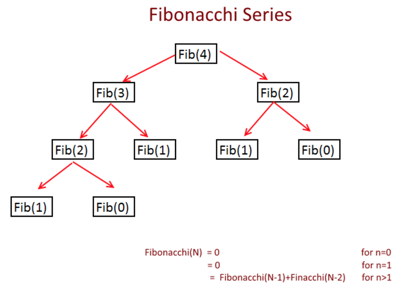 Fibonacchi Series
Fib(4)
Fib(3) Fib(2)
Fib(2) Fib(1) Fib(1) Fib(0)
Fib(1) Fib(0)
Fibonacchi(N) = 0 for n=0
= 0 for n=1
= Fibonacchi(N-1)+Finacchi(N-2) for n>1